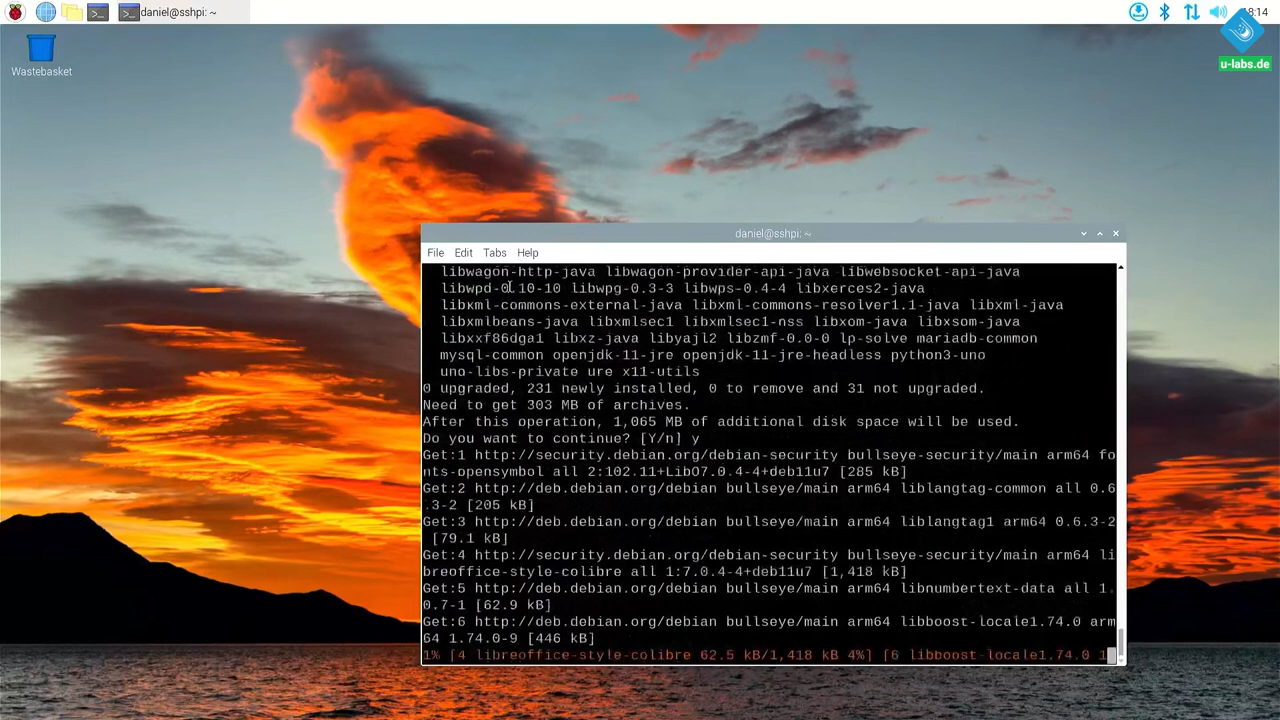 daniel@sshpi: ~
Wastebasket
u-labs.de
daniel@sshpi: ~
File Edit Tabs Help
libwagon-http-java libwagon-provider-api-java libwebsocket-api-java
libwpd-0.10-10 libwpg-0.3-3 libwps-0.4-4 libxerces2-java
libxml-commons-external-java libxml-commons-resolver1.1-java libxml-java
libxmlbeans-java libxmlsec1 libxmlsec1-nss libxom-java libxsom-java
libxxf86dga1 libxz-java libyajl2 libzmf-0.0-0 lp-solve mariadb-common
mysql-common openjdk-11-jre openjdk-11-jre-headless python3-uno
uno-libs-private ure x11-utils
0 upgraded, 231 newly installed, 0 to remove and 31 not upgraded.
Need to get 303 MB of archives.
After this operation, 1,065 MB of additional disk space will be used.
Do you want to continue? [Y/n] y
Get:1 http://security.debian.org/debian-security bullseye-security/main arm64 fo
nts-opensymbol all 2:102.11+LibO7.0.4-4+deb11u7 [285 kB]
Get:2 http://deb.debian.org/debian bullseye/main arm64 liblangtag-common all 0.6
.3-2 [205 kB]
Get:3 http://deb.debian.org/debian bullseye/main arm64 liblangtag1 arm64 0.6.3-2
[79.1 kB]
Get:4 http://security.debian.org/debian-security bullseye-security/main arm64 li
breoffice-style-colibre all 1:7.0.4-4+deb11u7 [1,418 kB]
Get:5 http://deb.debian.org/debian bullseye/main arm64 libnumbertext-data all 1.
0.7-1 [62.9 kB]
Get:6 http://deb.debian.org/debian bullseye/main arm64 libboost-locale1.74.0 arm
64 1.74.0-9 [446 kB]
1% [4 libreoffice-style-colibre 62.5 kB/1,418 kB 4%] [6 libboost-locale1.74.0 1